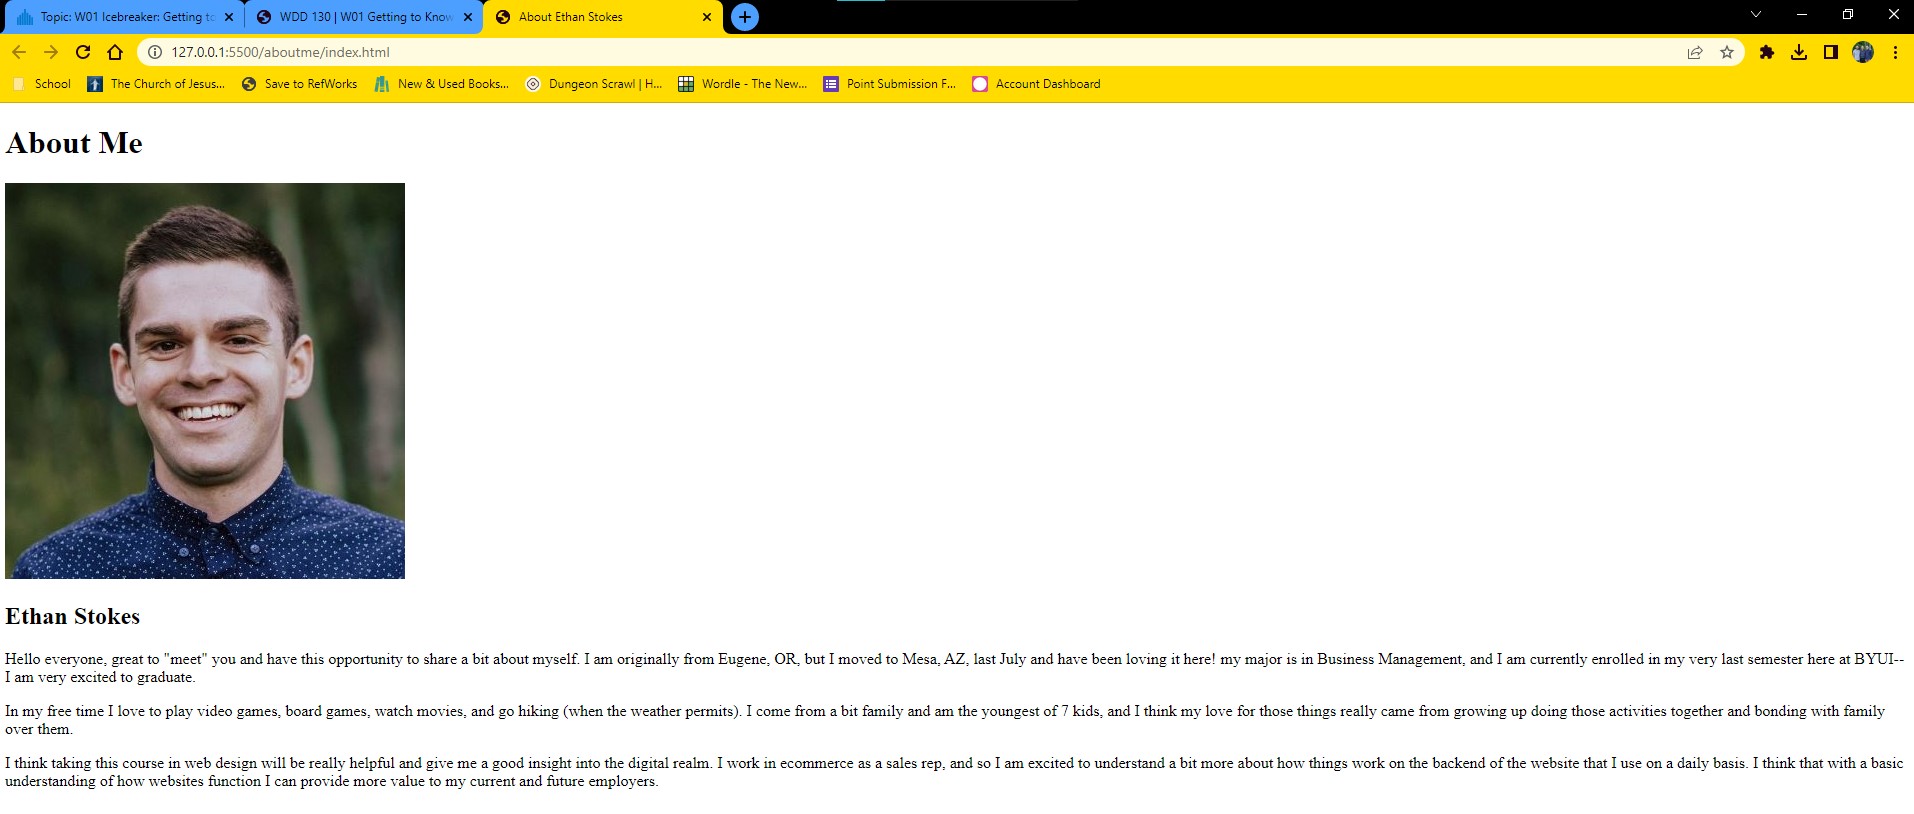 Topic: W01 Icebreaker: Getting to
WDD 130 | W01 Getting to Know
About Ethan Stokes
127.0.0.1:5500/aboutme/index.html
School
The Church of Jesus...
Save to RefWorks
New & Used Books...
Dungeon Scrawl | H...
Wordle - The New...
Point Submission F...
Account Dashboard
About Me
Ethan Stokes
Hello everyone, great to "meet" you and have this opportunity to share a bit about myself. I am originally from Eugene, OR, but I moved to Mesa, AZ, last July and have been loving it here! my major is in Business Management, and I am currently enrolled in my very last semester here at BYUI--
I am very excited to graduate.
In my free time I love to play video games, board games, watch movies, and go hiking (when the weather permits). I come from a bit family and am the youngest of 7 kids, and I think my love for those things really came from growing up doing those activities together and bonding with family
over them.
I think taking this course in web design will be really helpful and give me a good insight into the digital realm. I work in ecommerce as a sales rep, and so I am excited to understand a bit more about how things work on the backend of the website that I use on a daily basis. I think that with a basic
understanding of how websites function I can provide more value to my current and future employers.